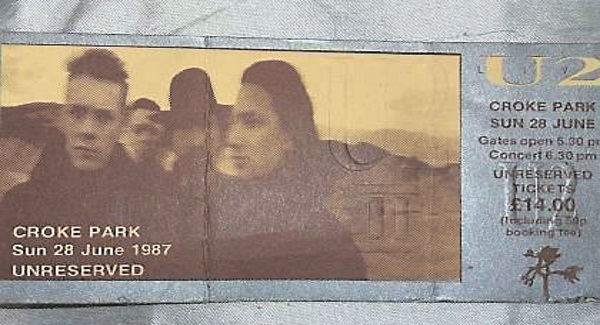 CROKE PARK
Sun 28 June 1987
UNRESERVED
U2
CROKE PARK
SUN 28 JUNE
Gates open 5.30 pm
Concert 6.30 pm
UNRESERVED
TICKETS
£14.00
(Including 50p
booking fee)